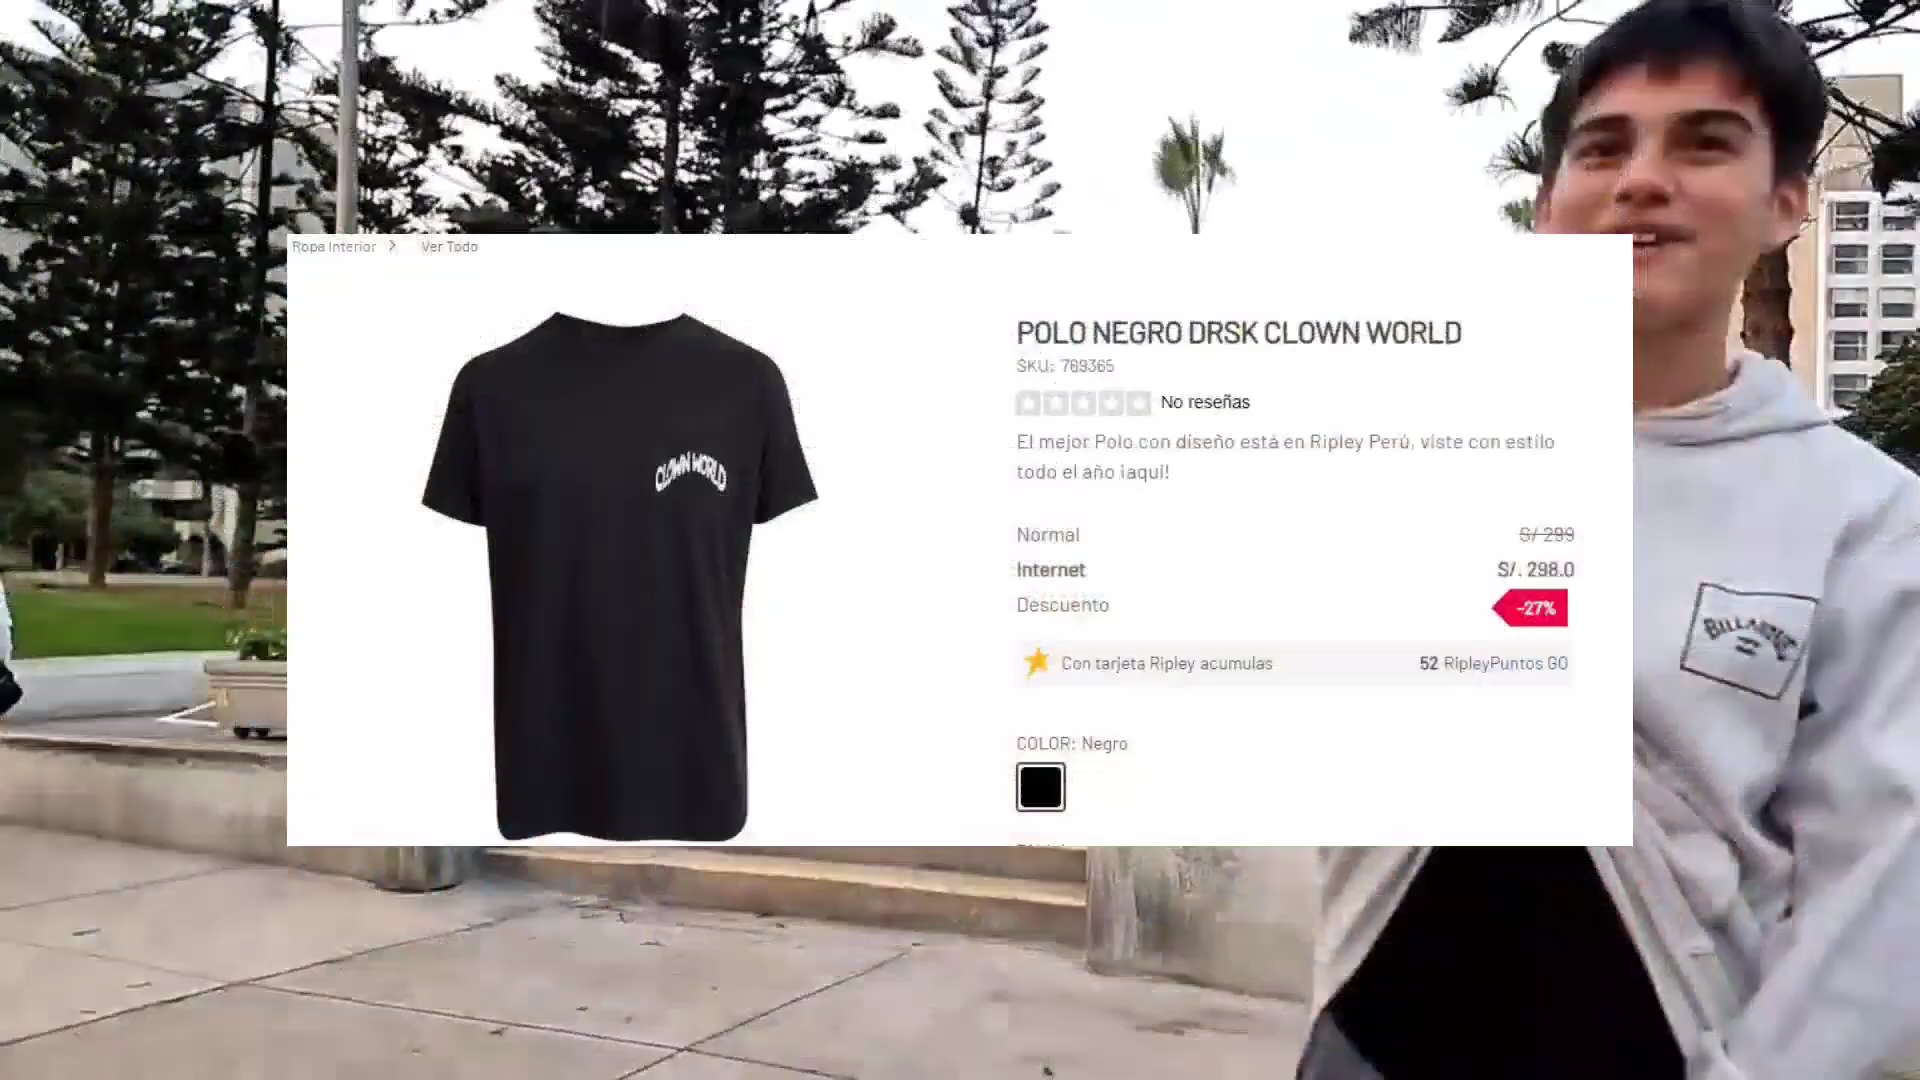 Ropa Interior > Ver Todo
CLOWN WORLD
POLO NEGRO DRSK CLOWN WORLD
SKU: 769365
No reseñas
El mejor Polo con diseño está en Ripley Perú, viste con estilo
todo el año ¡aquí!
Normal S/ 299
Internet S/. 298.0
Descuento -27%
Con tarjeta Ripley acumulas 52 RipleyPuntos GO
COLOR: Negro
BILLABONG